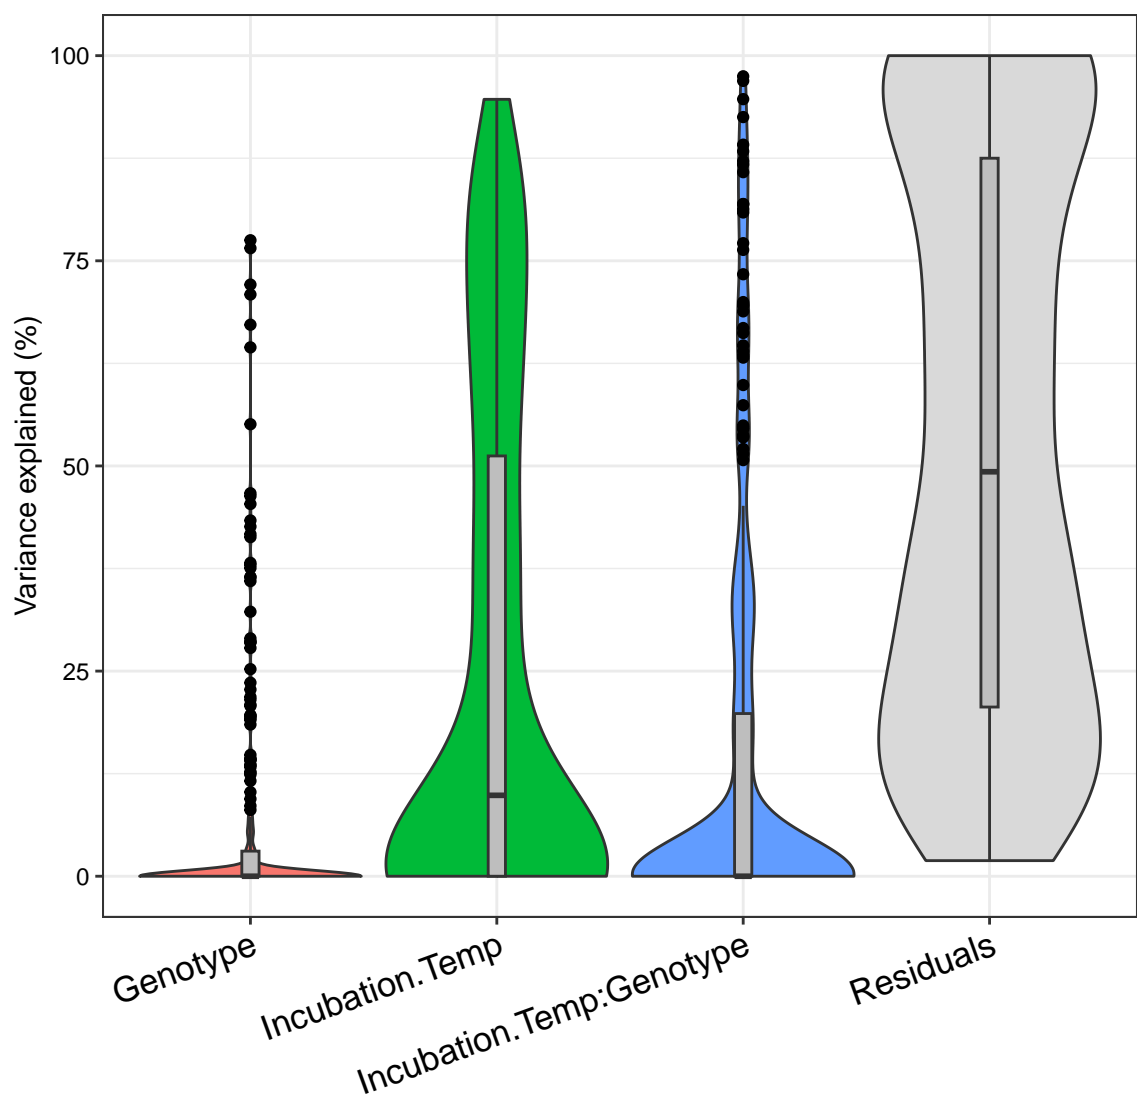 Variance explained (%)
100
75
50
25
0
Genotype
Incubation.Temp
Incubation.Temp:Genotype
Residuals